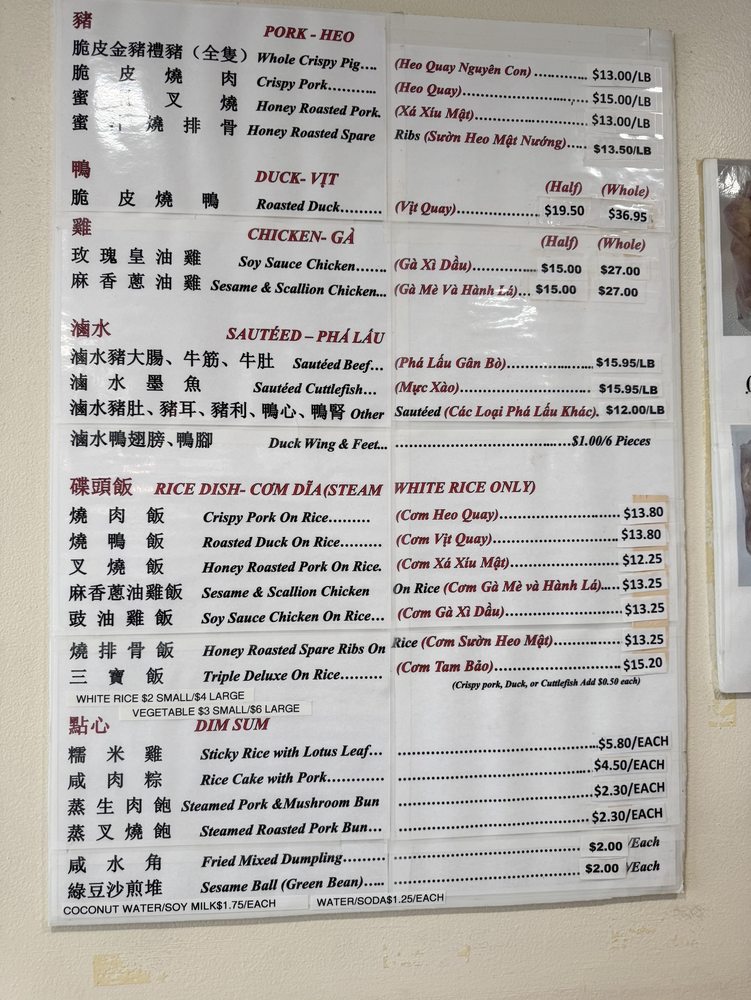 豬 PORK - HEO
脆皮金豬禮豬（全隻） Whole Crispy Pig.... (Heo Quay Nguyên Con) ............ $13.00/LB
脆皮燒肉 Crispy Pork........... (Heo Quay)............................ $15.00/LB
蜜 叉燒 Honey Roasted Pork. (Xá Xíu Mật)......................... $13.00/LB
蜜 燒排骨 Honey Roasted Spare Ribs (Sườn Heo Mật Nướng).... $13.50/LB
鴨 DUCK- VỊT (Half) (Whole)
脆皮燒鴨 Roasted Duck......... (Vịt Quay).................. $19.50 $36.95
雞 CHICKEN- GÀ (Half) (Whole)
玫瑰皇油雞 Soy Sauce Chicken....... (Gà Xì Dầu).............. $15.00 $27.00
麻香蔥油雞 Sesame & Scallion Chicken... (Gà Mè Và Hành Lá)... $15.00 $27.00
滷水 SAUTÉED – PHÁ LẤU
滷水豬大腸、牛筋、牛肚 Sautéed Beef... (Phá Lấu Gân Bò)................... $15.95/LB
滷水墨魚 Sautéed Cuttlefish... (Mực Xào)............................ $15.95/LB
滷水豬肚、豬耳、豬利、鴨心、鴨腎 Other Sautéed (Các Loại Phá Lấu Khác). $12.00/LB
滷水鴨翅膀、鴨腳 Duck Wing & Feet... ......................................$1.00/6 Pieces
碟頭飯 RICE DISH- CƠM DĨA(STEAM WHITE RICE ONLY)
燒肉飯 Crispy Pork On Rice......... (Cơm Heo Quay)............................... $13.80
燒鴨飯 Roasted Duck On Rice......... (Cơm Vịt Quay)............................... $13.80
叉燒飯 Honey Roasted Pork On Rice. (Cơm Xá Xíu Mật)........................ $12.25
麻香蔥油雞飯 Sesame & Scallion Chicken On Rice (Cơm Gà Mè và Hành Lá)..... $13.25
豉油雞飯 Soy Sauce Chicken On Rice... (Cơm Gà Xì Dầu).......................... $13.25
燒排骨飯 Honey Roasted Spare Ribs On Rice (Cơm Sườn Heo Mật)............... $13.25
三寶飯 Triple Deluxe On Rice......... (Cơm Tam Bảo)............................ $15.20
(Crispy pork, Duck, or Cuttlefish Add $0.50 each)
WHITE RICE $2 SMALL/$4 LARGE
VEGETABLE $3 SMALL/$6 LARGE
點心 DIM SUM
糯米雞 Sticky Rice with Lotus Leaf... ..........................................$5.80/EACH
咸肉粽 Rice Cake with Pork........... .........................................$4.50/EACH
蒸生肉飽 Steamed Pork &Mushroom Bun .........................................$2.30/EACH
蒸叉燒飽 Steamed Roasted Pork Bun... .........................................$2.30/EACH
咸水角 Fried Mixed Dumpling......... ........................................ $2.00 /Each
綠豆沙煎堆 Sesame Ball (Green Bean)..... ....................................... $2.00 /Each
COCONUT WATER/SOY MILK$1.75/EACH WATER/SODA$1.25/EACH